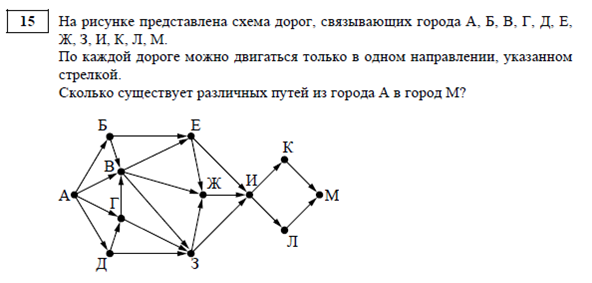 15 На рисунке представлена схема дорог, связывающих города А, Б, В, Г, Д, Е,
Ж, З, И, К, Л, М.
По каждой дороге можно двигаться только в одном направлении, указанном
стрелкой.
Сколько существует различных путей из города А в город М?
Б
Е
К
В
Ж
И
А
М
Г
Л
Д
З